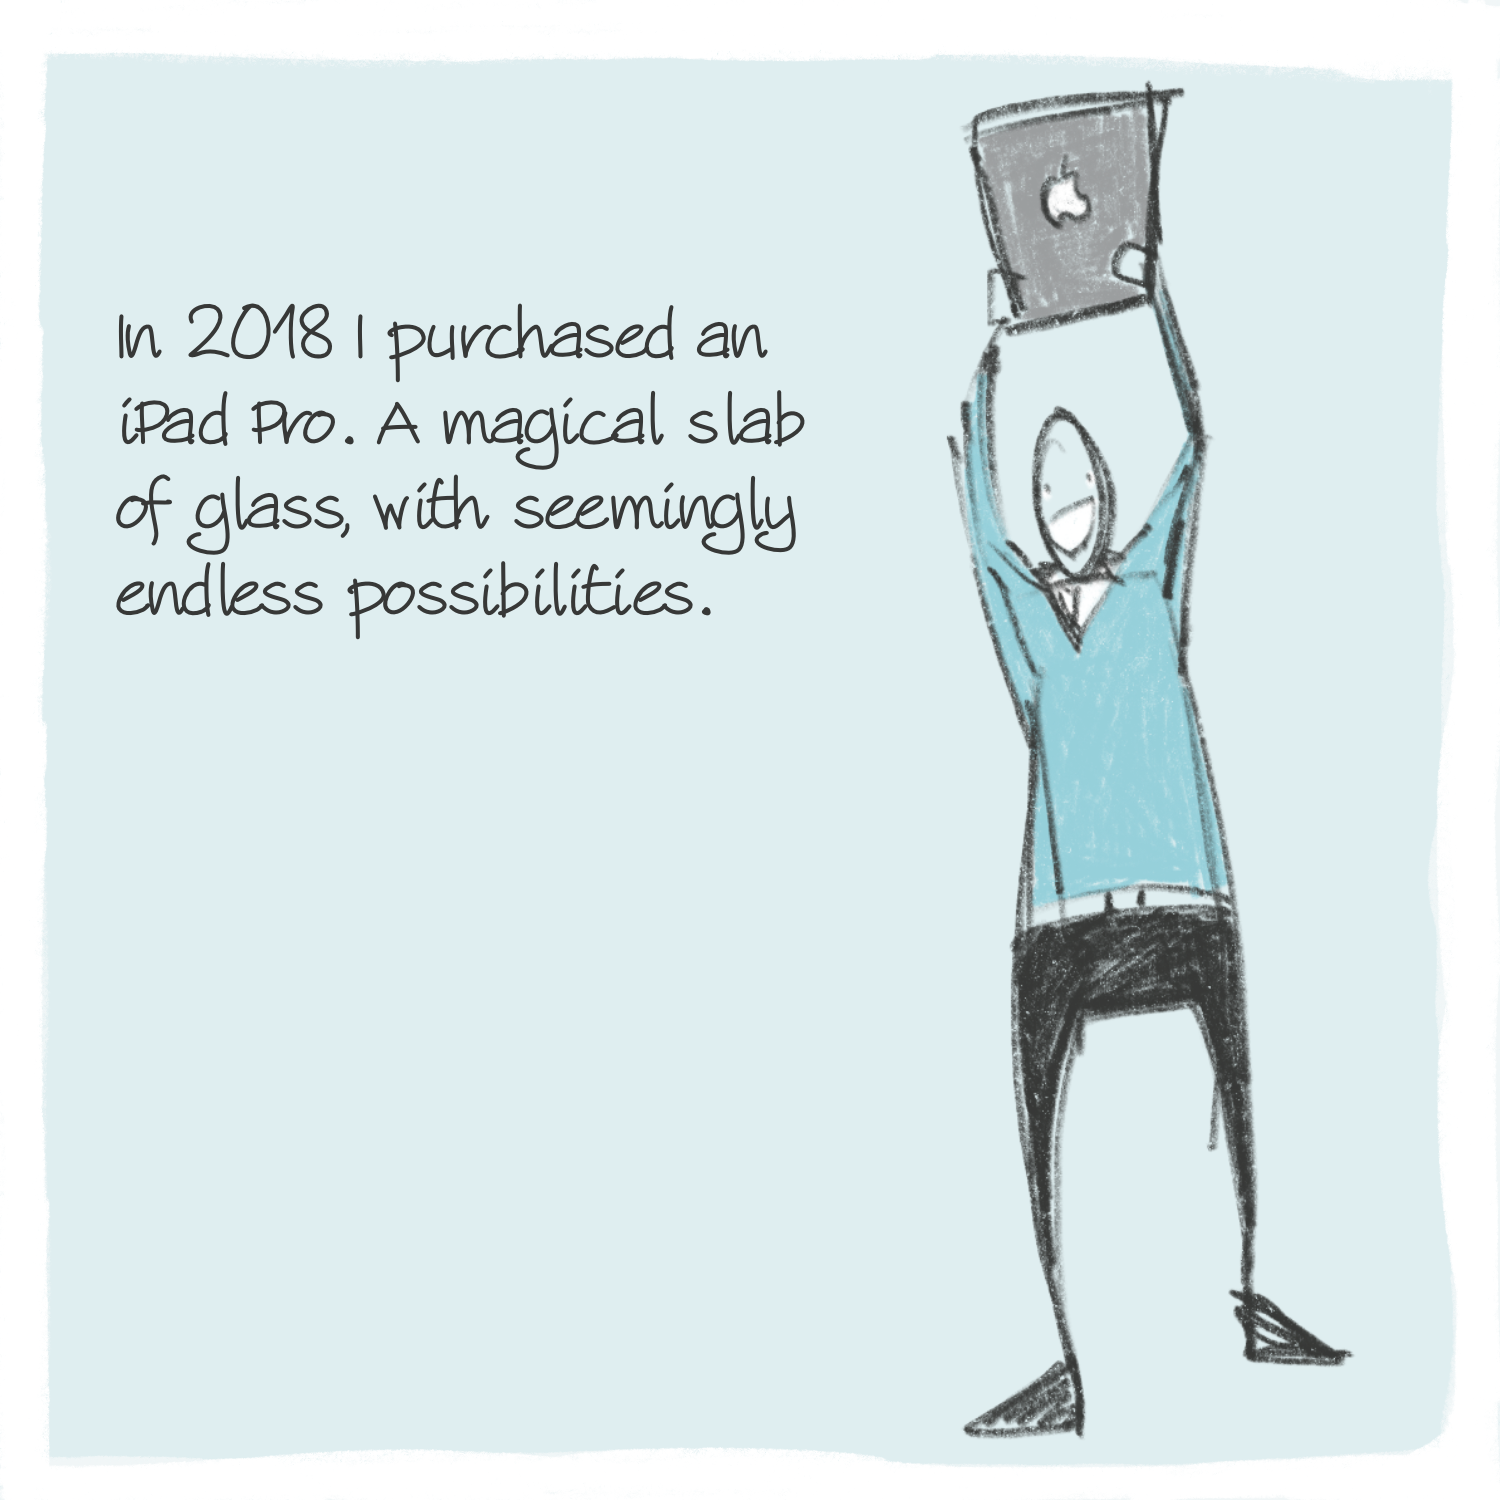 In 2018 I purchased an
iPad Pro. A magical slab
of glass, with seemingly
endless possibilities.